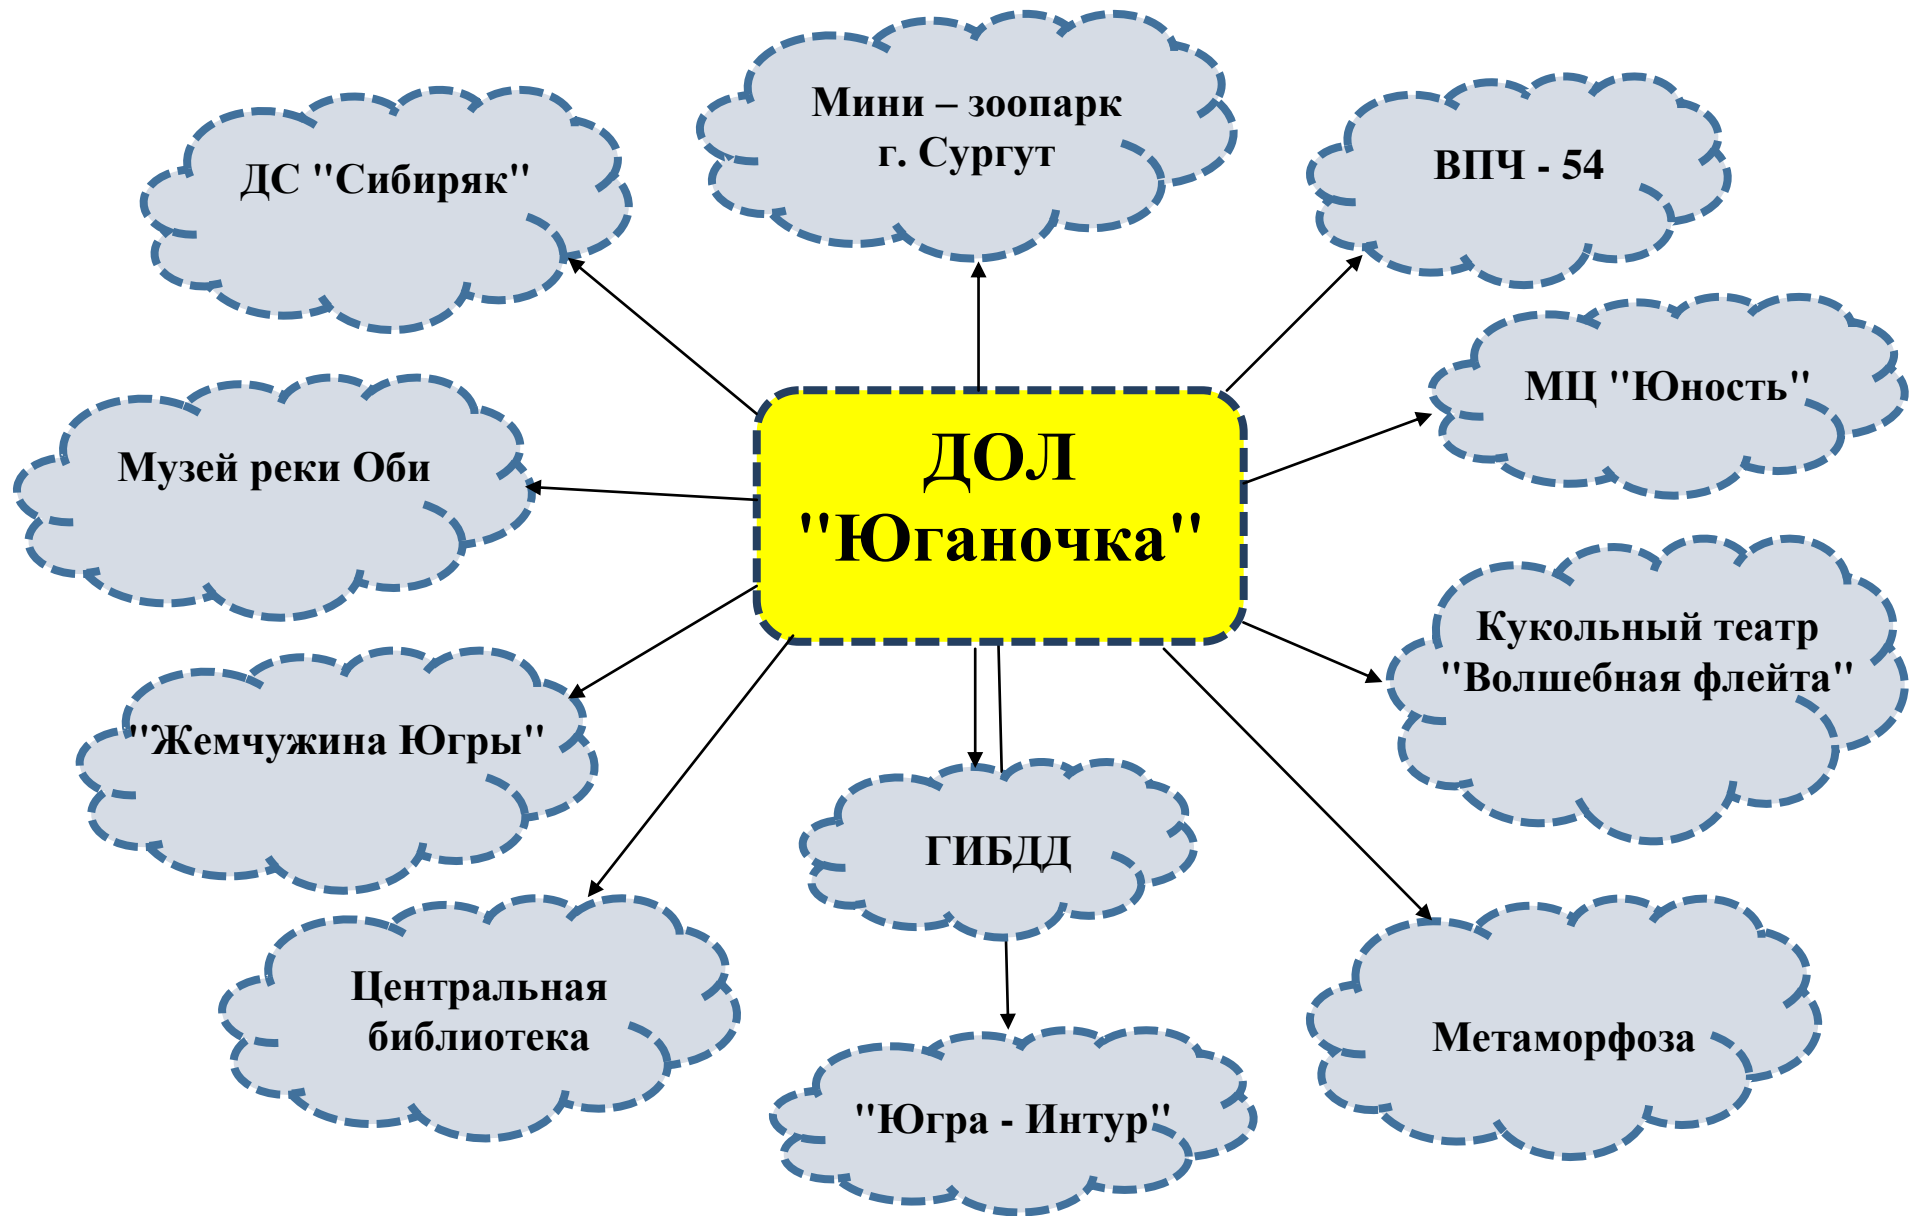 Мини – зоопарк
г. Сургут
ДС "Сибиряк"
ВПЧ - 54
МЦ "Юность"
Музей реки Оби
ДОЛ
"Юганочка"
Кукольный театр
"Волшебная флейта"
"Жемчужина Югры"
ГИБДД
Центральная
библиотека
Метаморфоза
"Югра - Интур"